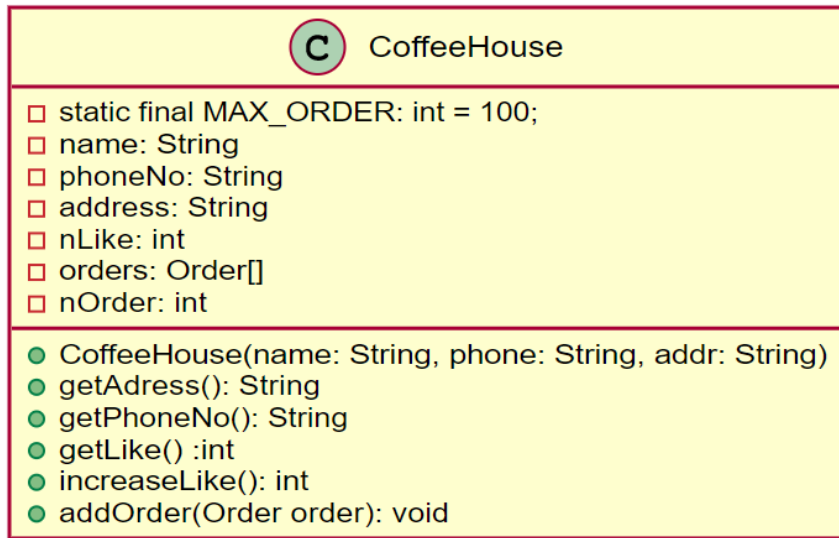 C CoffeeHouse
static final MAX_ORDER: int = 100;
name: String
phoneNo: String
address: String
nLike: int
orders: Order[]
nOrder: int
CoffeeHouse(name: String, phone: String, addr: String)
getAdress(): String
getPhoneNo(): String
getLike() :int
increaseLike(): int
addOrder(Order order): void